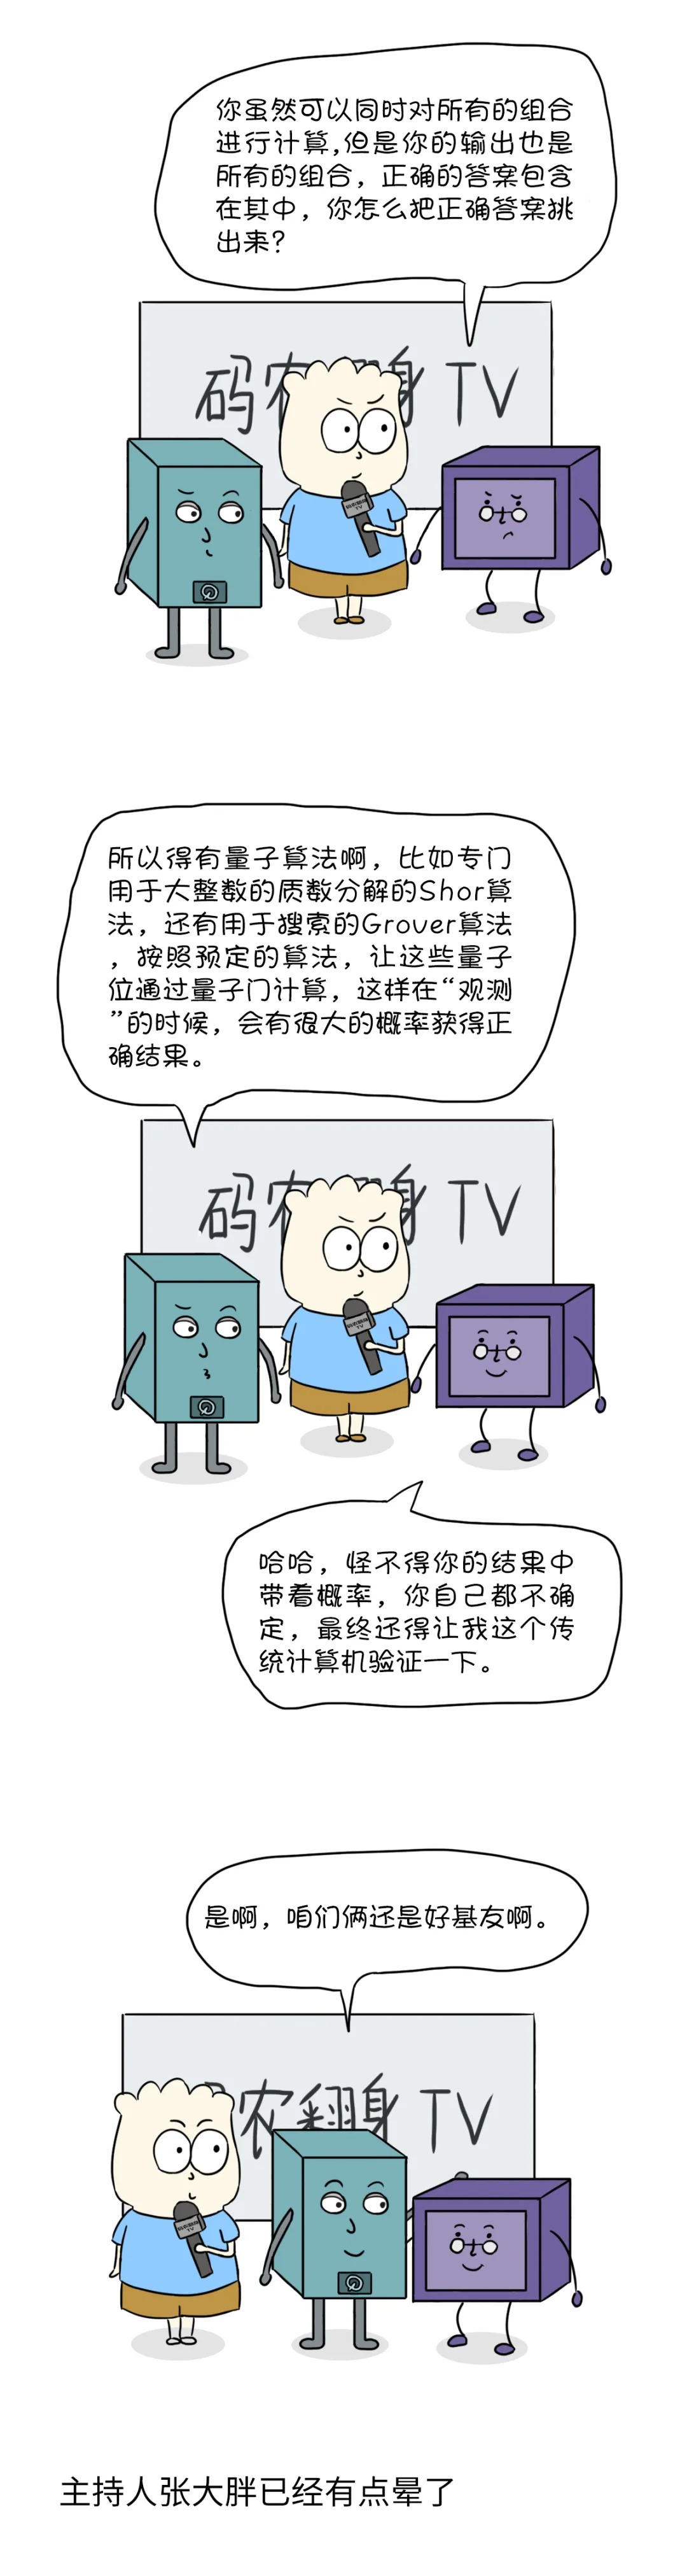 你虽然可以同时对所有的组合
进行计算,但是你的输出也是
所有的组合，正确的答案包含
在其中，你怎么把正确答案挑
出来?
码农翻身 TV
所以得有量子算法啊，比如专门
用于大整数的质数分解的Shor算
法，还有用于搜索的Grover算法
，按照预定的算法，让这些量子
位通过量子门计算，这样在“观测
”的时候，会有很大的概率获得正
确结果。
码农翻身 TV
哈哈，怪不得你的结果中
带着概率，你自己都不确
定，最终还得让我这个传
统计算机验证一下。
是啊，咱们俩还是好基友啊。
农翻身 TV
主持人张大胖已经有点晕了